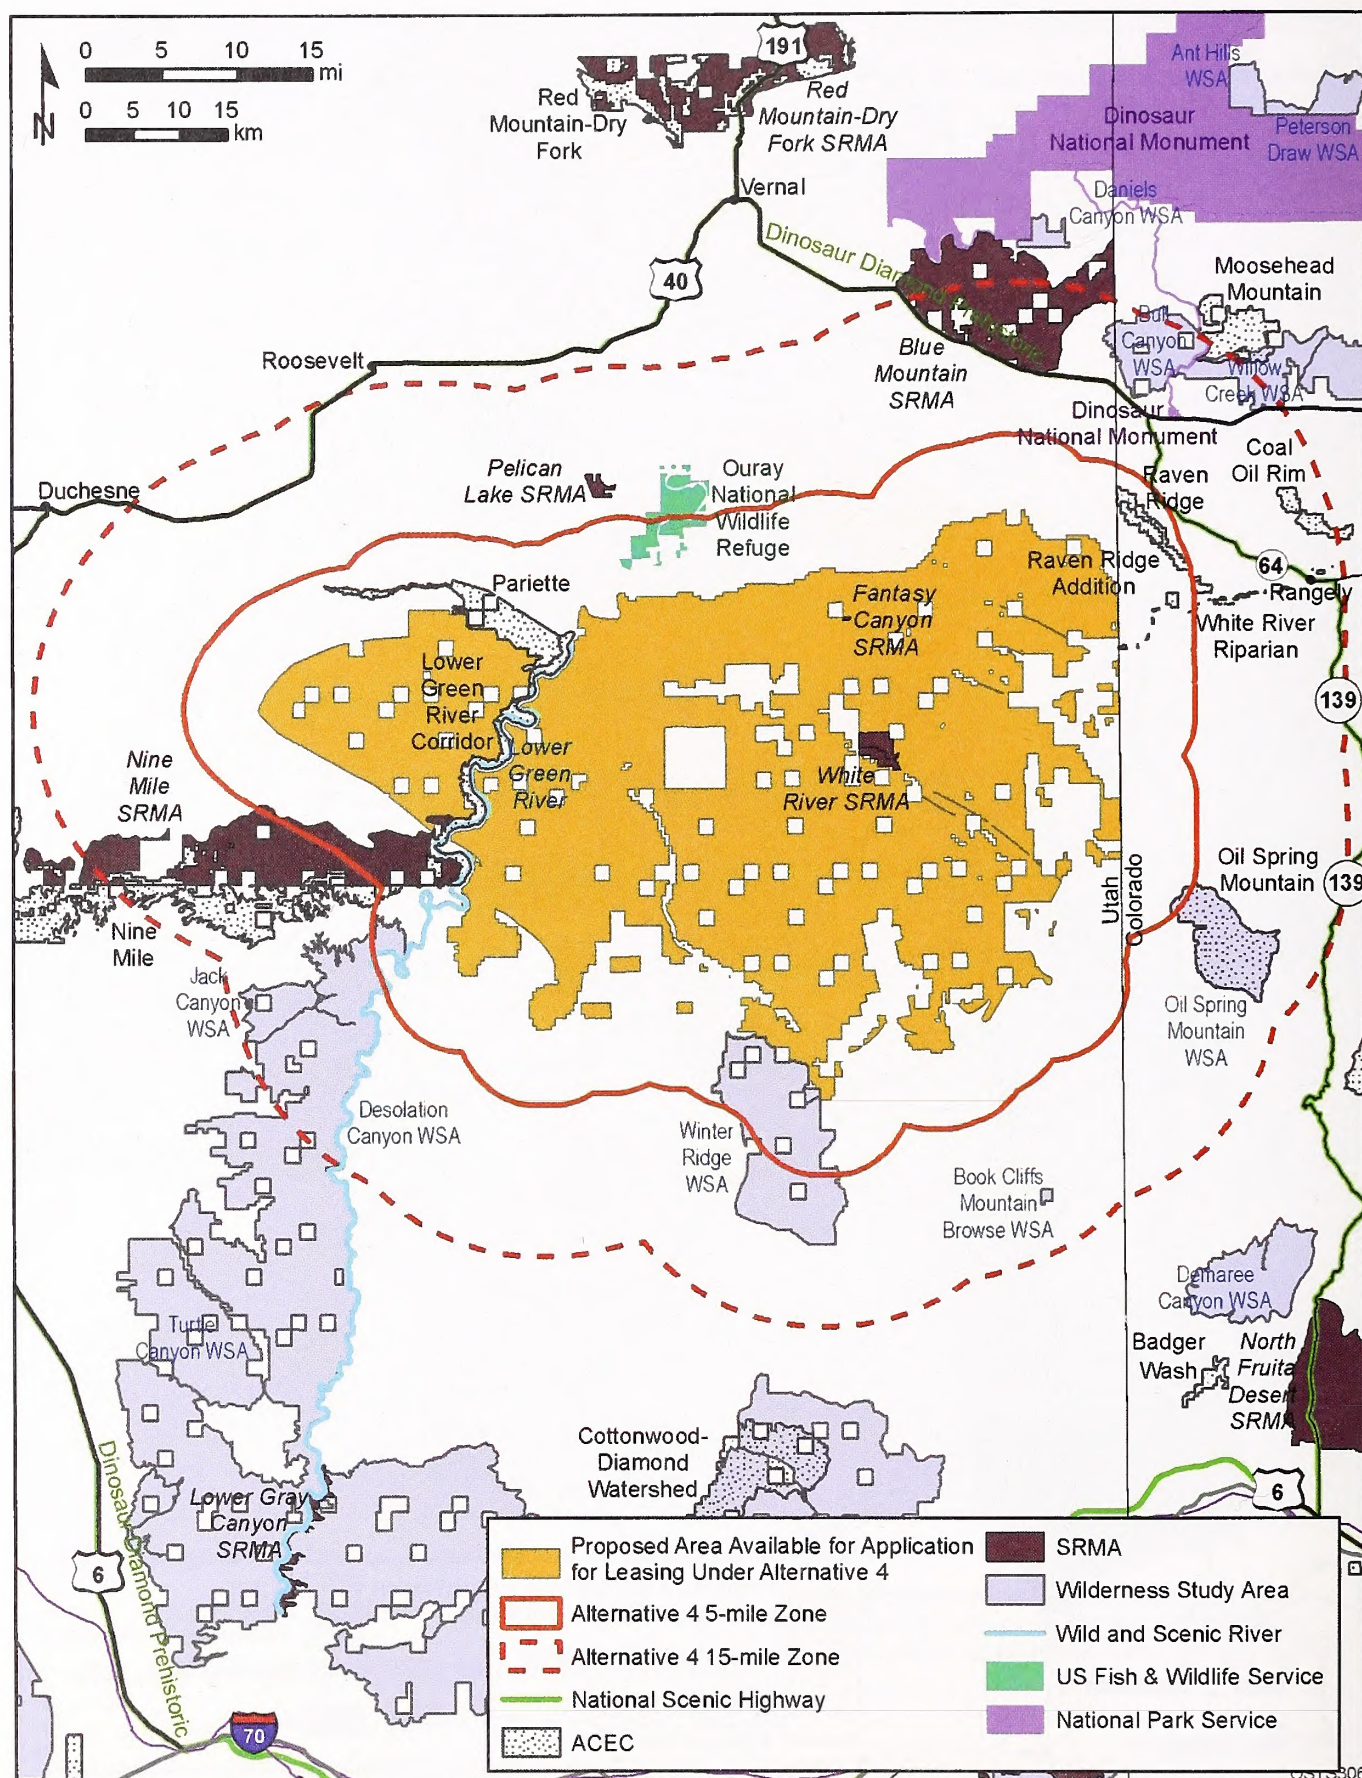 0 5 10 15
mi
0 5 10 15
km
N
191
Red
Mountain-Dry
Fork
Red
Mountain-Dry
Fork SRMA
Ant Hills
WSA
Dinosaur
National Monument
Peterson
Draw WSA
Vernal
Daniels
Canyon WSA
Dinosaur Diamond Prehistoric
40
Moosehead
Mountain
Bull
Canyon
WSA
Willow
Creek WSA
Blue
Mountain
SRMA
Roosevelt
Dinosaur
National Monument
Coal
Oil Rim
Pelican
Lake SRMA
Ouray
National
Wildlife
Refuge
Raven
Ridge
Duchesne
64
Rangely
Raven Ridge
Addition
Pariette
Fantasy
Canyon
SRMA
White River
Riparian
Lower
Green
River
Corridor
139
Lower
Green
River
White
River SRMA
Nine
Mile
SRMA
Utah
Colorado
Oil Spring
Mountain
139
Nine
Mile
Jack
Canyon
WSA
Oil Spring
Mountain
WSA
Desolation
Canyon WSA
Winter
Ridge
WSA
Book Cliffs
Mountain
Browse WSA
Demaree
Canyon WSA
Turtle
Canyon WSA
Badger
Wash
North
Fruita
Desert
SRMA
Cottonwood-
Diamond
Watershed
Dinosaur Diamond Prehistoric
Lower Gray
Canyon
SRMA
6
6
70
Proposed Area Available for Application
for Leasing Under Alternative 4
Alternative 4 5-mile Zone
Alternative 4 15-mile Zone
National Scenic Highway
ACEC
SRMA
Wilderness Study Area
Wild and Scenic River
US Fish & Wildlife Service
National Park Service